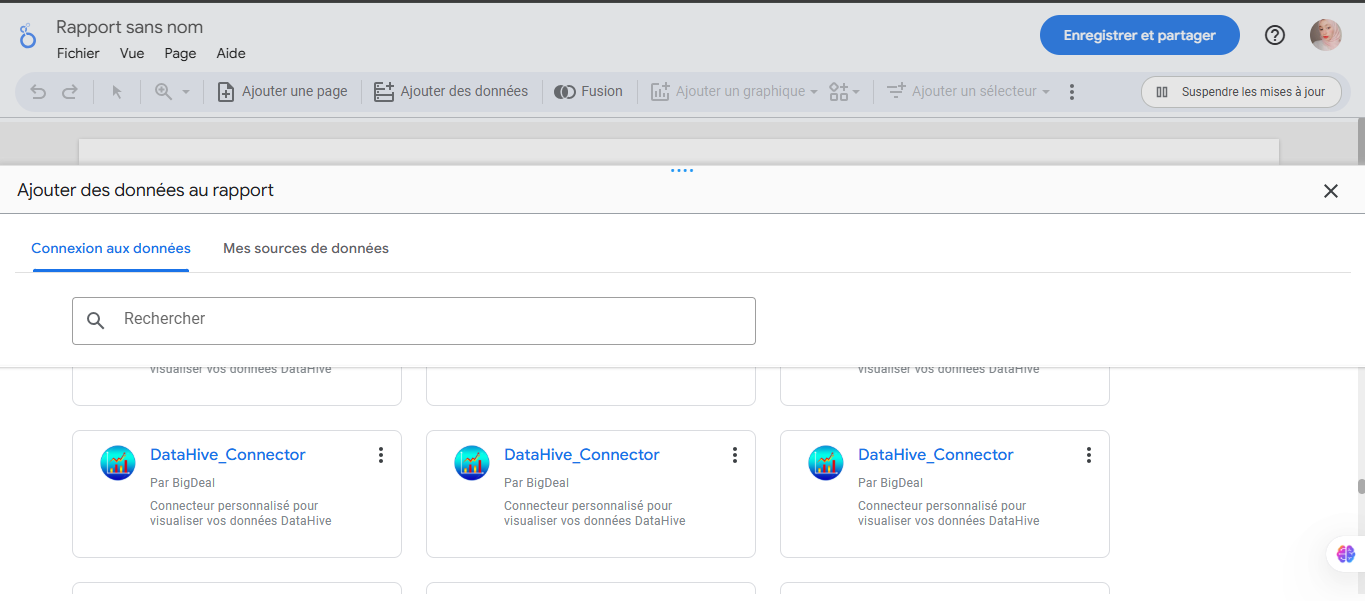 Rapport sans nom
Enregistrer et partager
Fichier Vue Page Aide
Ajouter une page Ajouter des données Fusion Ajouter un graphique Ajouter un sélecteur Suspendre les mises à jour
Ajouter des données au rapport
Connexion aux données Mes sources de données
Rechercher
visualiser vos données DataHive visualiser vos données DataHive
DataHive_Connector
Par BigDeal
Connecteur personnalisé pour
visualiser vos données DataHive
DataHive_Connector
Par BigDeal
Connecteur personnalisé pour
visualiser vos données DataHive
DataHive_Connector
Par BigDeal
Connecteur personnalisé pour
visualiser vos données DataHive